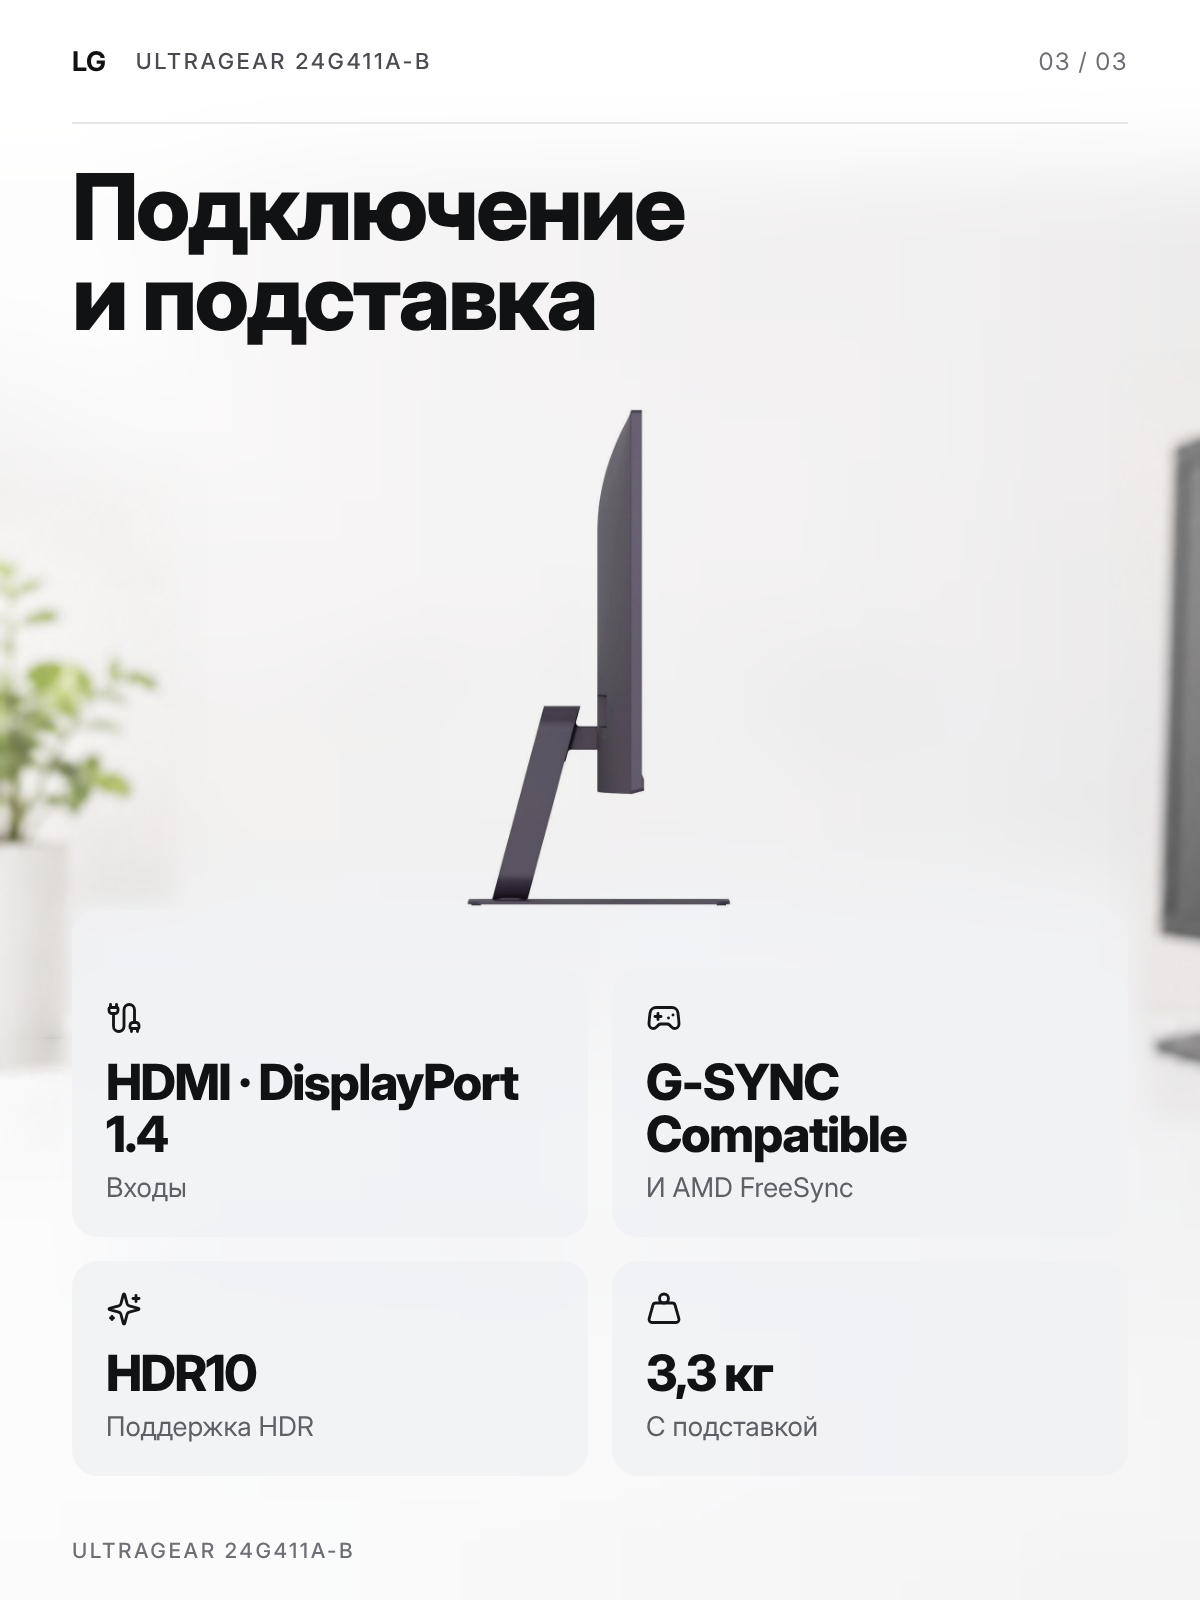 LG ULTRAGEAR 24G411A-B 03 / 03
Подключение
и подставка
HDMI · DisplayPort
1.4
Входы
G-SYNC
Compatible
И AMD FreeSync
HDR10
Поддержка HDR
3,3 кг
С подставкой
ULTRAGEAR 24G411A-B